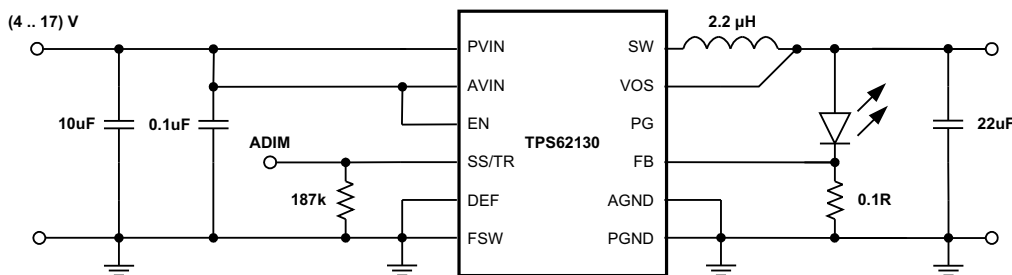 (4 .. 17) V
2.2 µH
PVIN
SW
AVIN
VOS
10uF
0.1uF
EN
PG
22uF
TPS62130
ADIM
SS/TR
FB
187k
DEF
AGND
0.1R
FSW
PGND